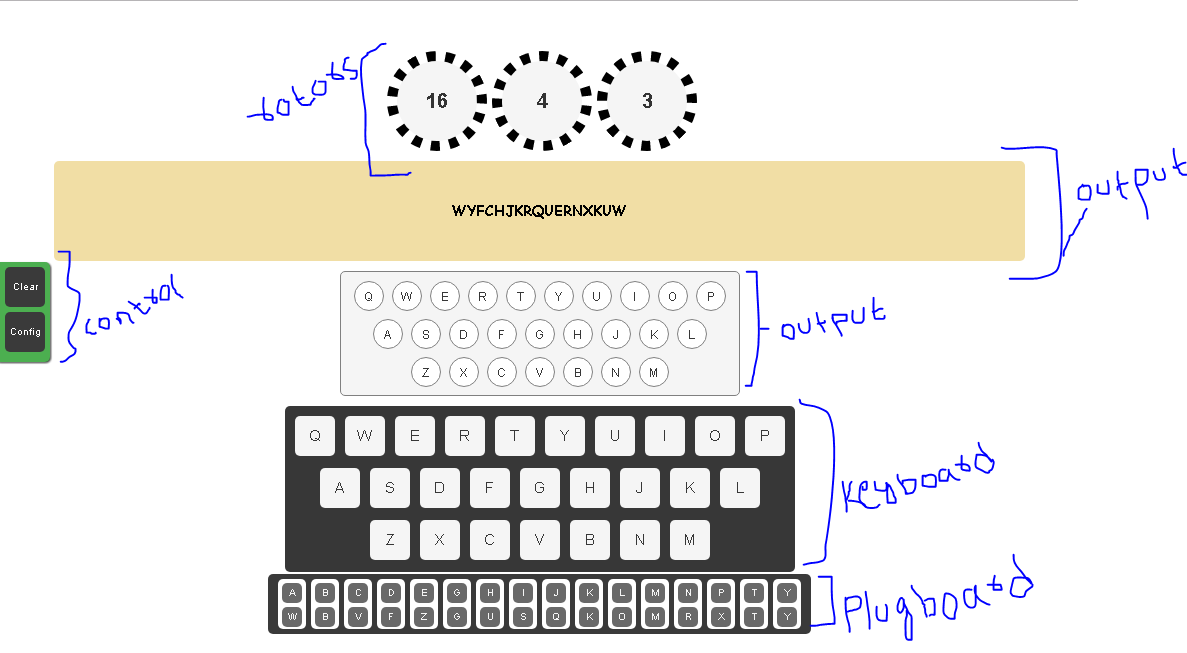 rotors
16 4 3
output
WYFCHJKRQUERNXKUW
Clear
Config
control
Q W E R T Y U I O P
A S D F G H J K L
Z X C V B N M
output
Q W E R T Y U I O P
A S D F G H J K L
Z X C V B N M
Keyboard
A B C D E G H I J K L M N P T Y
W B V F Z G U S Q K O M R X T Y
Plugboard